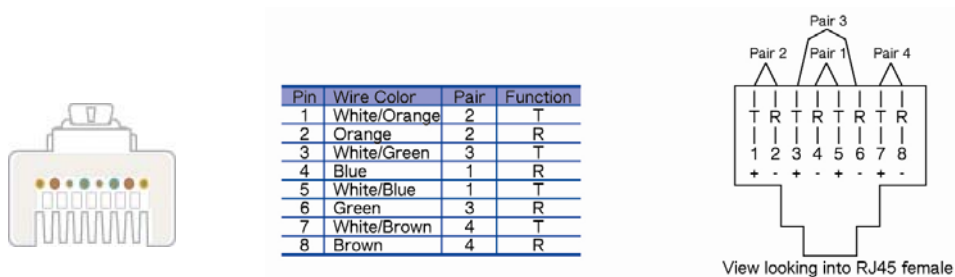 Pin Wire Color Pair Function
1 White/Orange 2 T
2 Orange 2 R
3 White/Green 3 T
4 Blue 1 R
5 White/Blue 1 T
6 Green 3 R
7 White/Brown 4 T
8 Brown 4 R
Pair 3
Pair 2 Pair 1 Pair 4
T R T R T R T R
1 2 3 4 5 6 7 8
+ - + - + - + -
View looking into RJ45 female